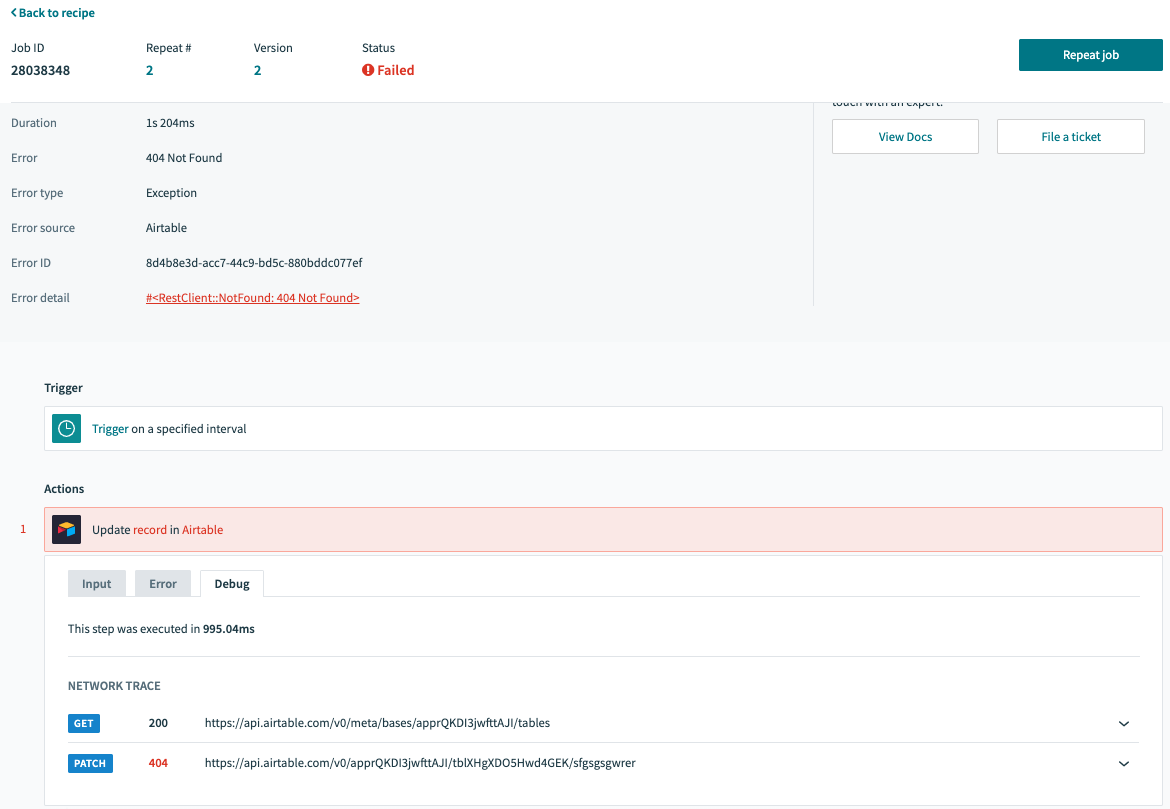 Back to recipe
Job ID Repeat # Version Status
28038348 2 2 Failed
Repeat job
touch with an expert.
Duration 1s 204ms
View Docs File a ticket
Error 404 Not Found
Error type Exception
Error source Airtable
Error ID 8d4b8e3d-acc7-44c9-bd5c-880bddc077ef
Error detail #<RestClient::NotFound: 404 Not Found>
Trigger
Trigger on a specified interval
Actions
1 Update record in Airtable
Input Error Debug
This step was executed in 995.04ms
NETWORK TRACE
GET 200 https://api.airtable.com/v0/meta/bases/apprQKDI3jwfttAJI/tables
PATCH 404 https://api.airtable.com/v0/apprQKDI3jwfttAJI/tblXHgXDO5Hwd4GEK/sfgsgsgwrer